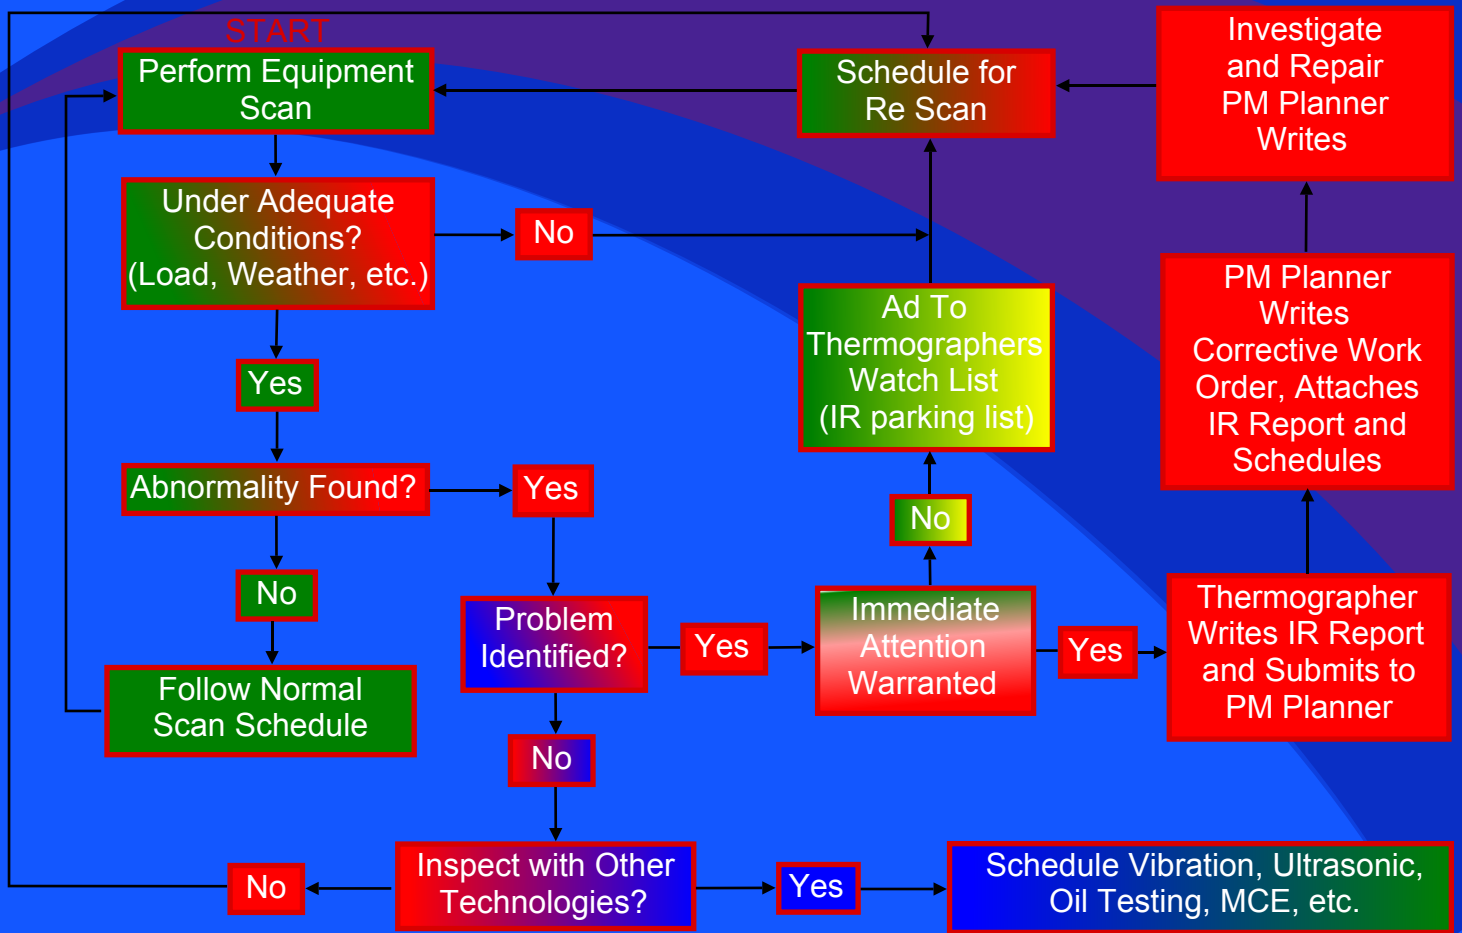 START
Perform Equipment
Scan
Schedule for
Re Scan
Investigate
and Repair
PM Planner
Writes
Under Adequate
Conditions?
(Load, Weather, etc.)
No
Ad To
Thermographers
Watch List
(IR parking list)
PM Planner
Writes
Corrective Work
Order, Attaches
IR Report and
Schedules
Yes
Abnormality Found?
Yes
No
No
Problem
Identified?
Yes
Immediate
Attention
Warranted
Yes
Thermographer
Writes IR Report
and Submits to
PM Planner
Follow Normal
Scan Schedule
No
No
Inspect with Other
Technologies?
Yes
Schedule Vibration, Ultrasonic,
Oil Testing, MCE, etc.